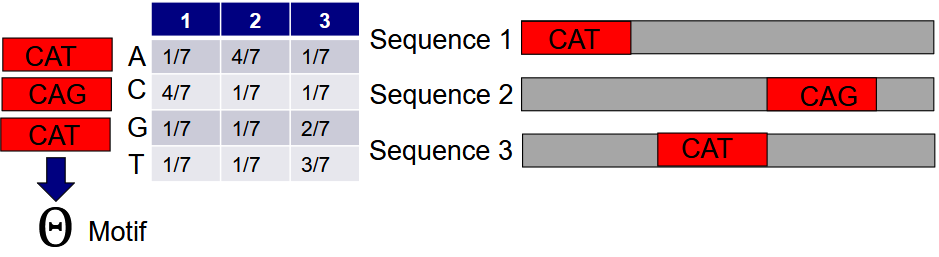 CAT
CAG
CAT
Θ Motif
1 2 3
A 1/7 4/7 1/7
C 4/7 1/7 1/7
G 1/7 1/7 2/7
T 1/7 1/7 3/7
Sequence 1 CAT
Sequence 2 CAG
Sequence 3 CAT